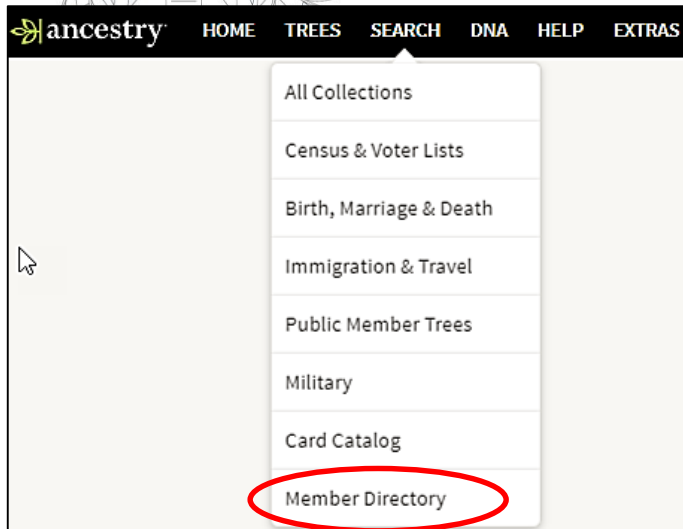 ancestry HOME TREES SEARCH DNA HELP EXTRAS
All Collections
Census & Voter Lists
Birth, Marriage & Death
Immigration & Travel
Public Member Trees
Military
Card Catalog
Member Directory